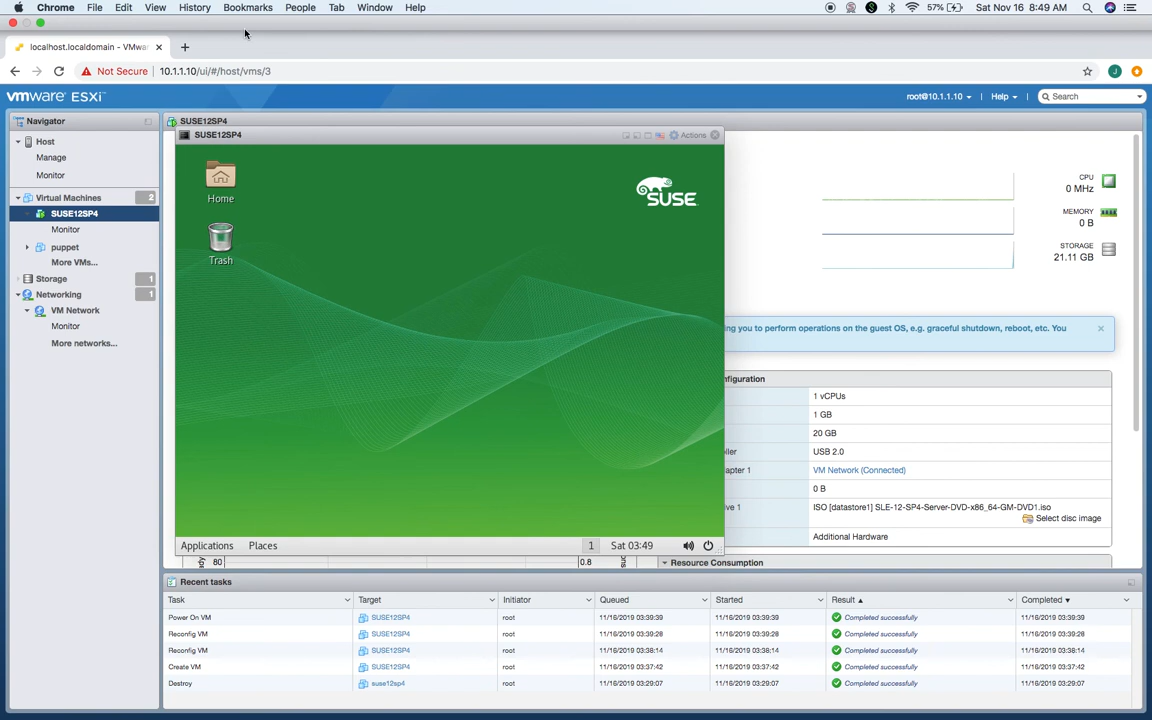 Chrome File Edit View History Bookmarks People Tab Window Help 57% Sat Nov 16 8:49 AM
localhost.localdomain - VMwa
Not Secure 10.1.1.10/ui/#/host/vms/3 J
vmware ESXi root@10.1.1.10 Help Search
Navigator
SUSE12SP4
Host
Manage
Monitor
Virtual Machines 2
SUSE12SP4
Monitor
puppet
More VMs...
Storage 1
Networking 1
VM Network
Monitor
More networks...
SUSE12SP4 Actions
Home
Trash
SUSE
Applications Places 1 Sat 03:49
CPU
0 MHz
MEMORY
0 B
STORAGE
21.11 GB
ing you to perform operations on the guest OS, e.g. graceful shutdown, reboot, etc. You
nfiguration
1 vCPUs
1 GB
20 GB
ller USB 2.0
apter 1 VM Network (Connected)
0 B
ve 1 ISO [datastore1] SLE-12-SP4-Server-DVD-x86_64-GM-DVD1.iso
Select disc image
Additional Hardware
80 0.8 Resource Consumption
Recent tasks
Task Target Initiator Queued Started Result Completed
Power On VM SUSE12SP4 root 11/16/2019 03:39:39 11/16/2019 03:39:39 Completed successfully 11/16/2019 03:39:39
Reconfig VM SUSE12SP4 root 11/16/2019 03:39:28 11/16/2019 03:39:28 Completed successfully 11/16/2019 03:39:28
Reconfig VM SUSE12SP4 root 11/16/2019 03:38:14 11/16/2019 03:38:14 Completed successfully 11/16/2019 03:38:14
Create VM SUSE12SP4 root 11/16/2019 03:37:42 11/16/2019 03:37:42 Completed successfully 11/16/2019 03:37:42
Destroy suse12sp4 root 11/16/2019 03:29:07 11/16/2019 03:29:07 Completed successfully 11/16/2019 03:29:07